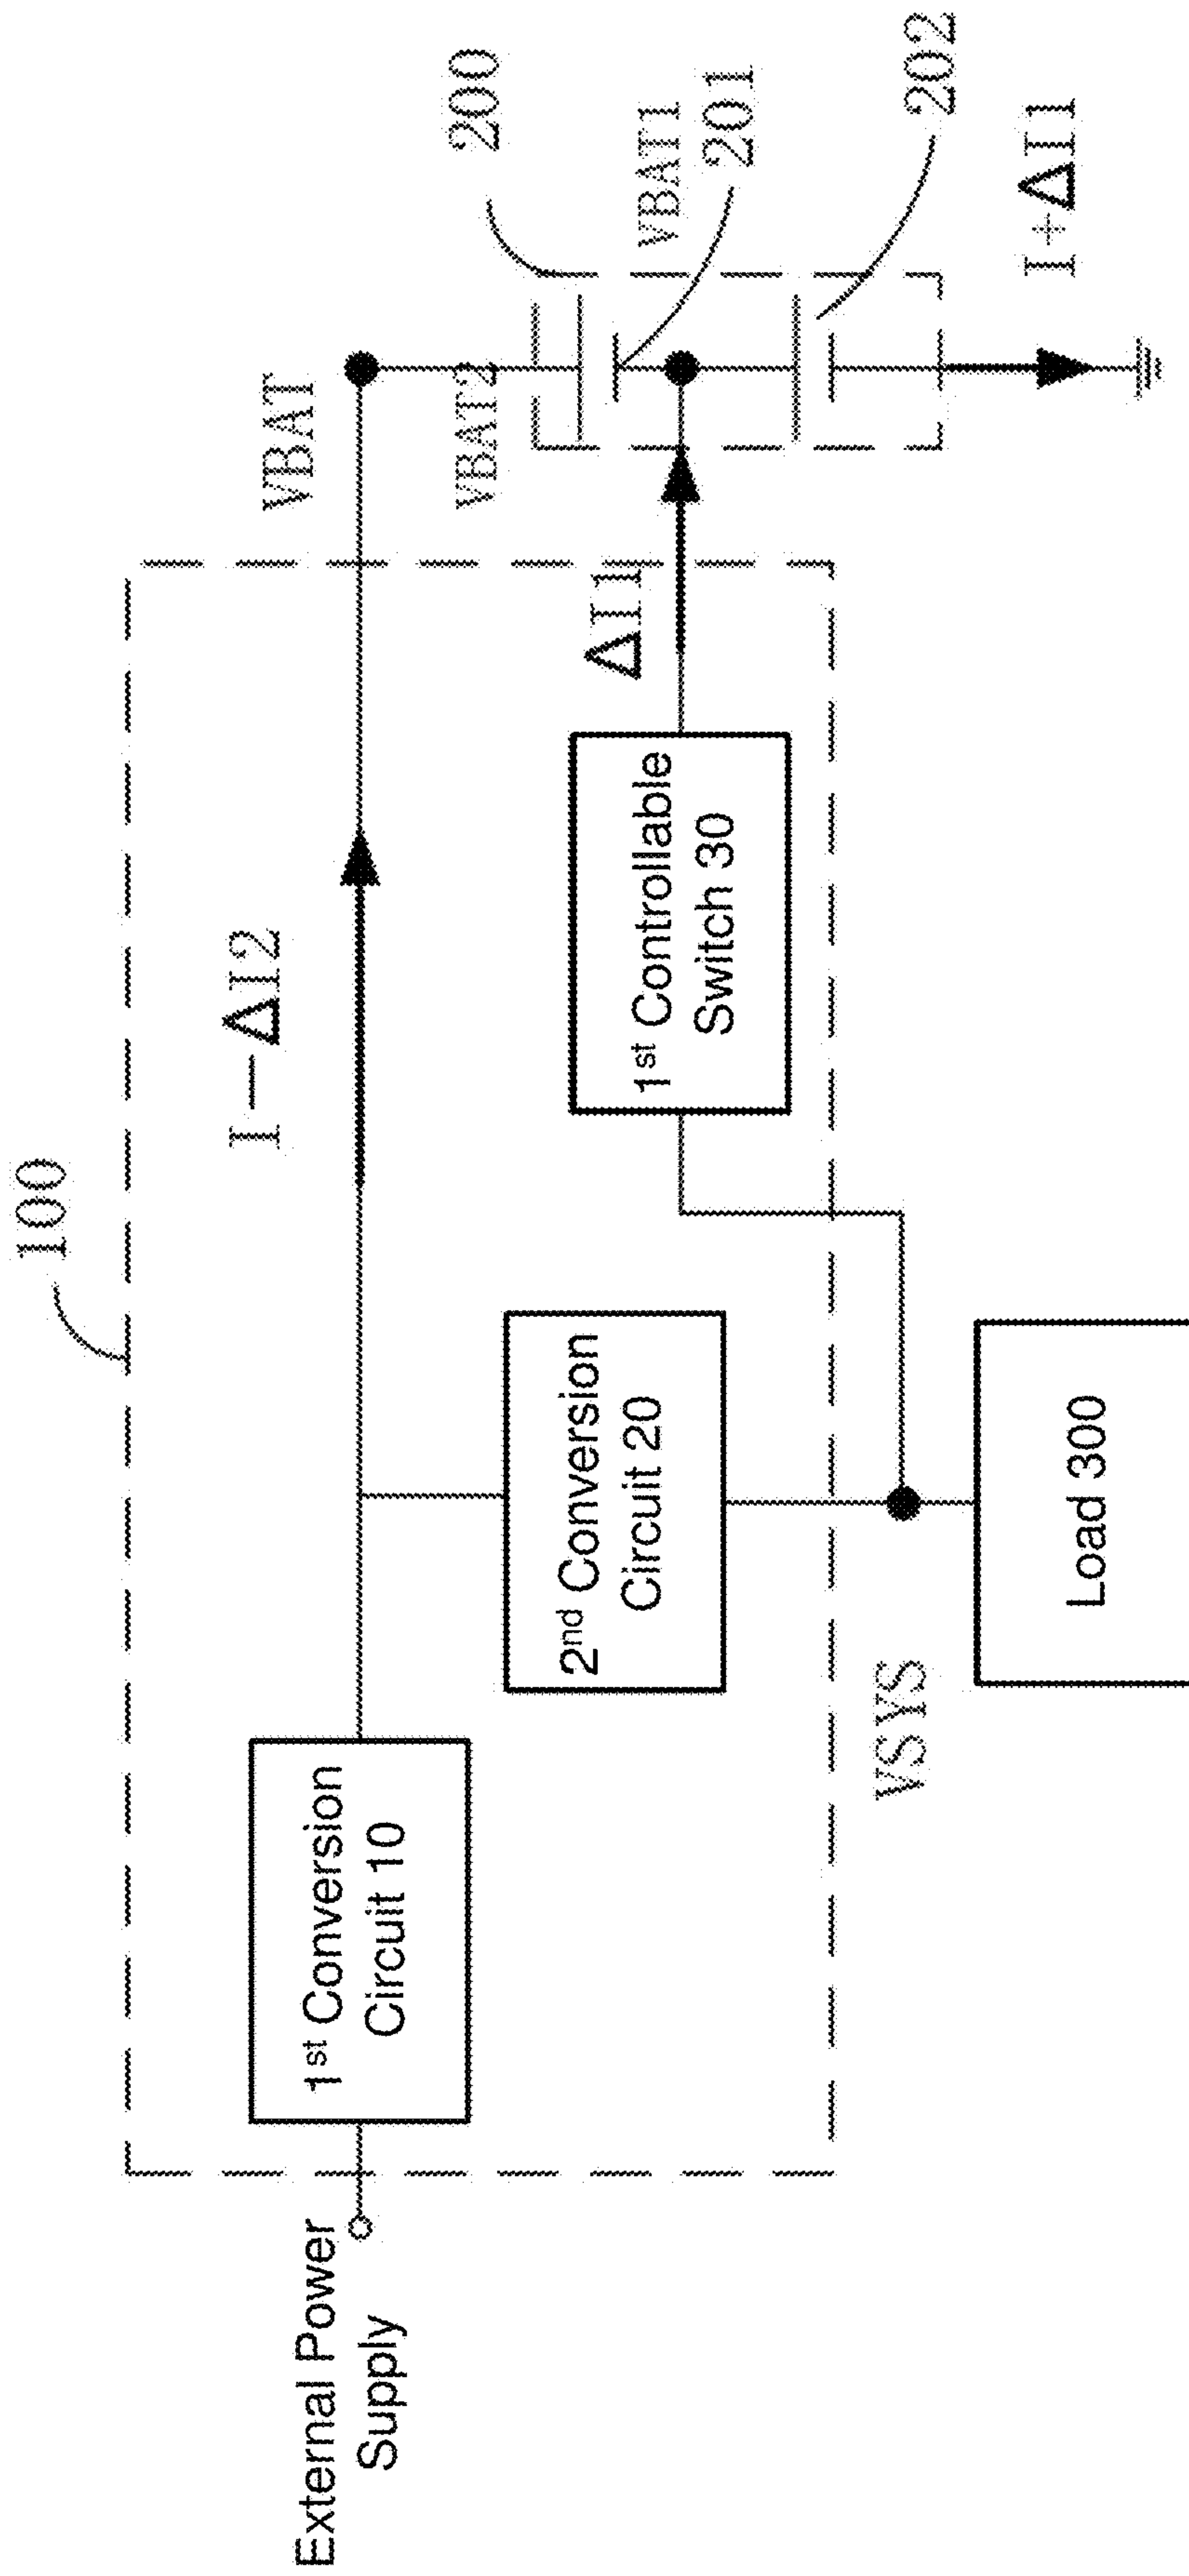 100
I−ΔI2
VBAT
200
VBAT2
VBAT1
201
202
External Power
Supply
1st Conversion
Circuit 10
2nd Conversion
Circuit 20
1st Controllable
Switch 30
ΔI1
I+ΔI1
VSYS
Load 300